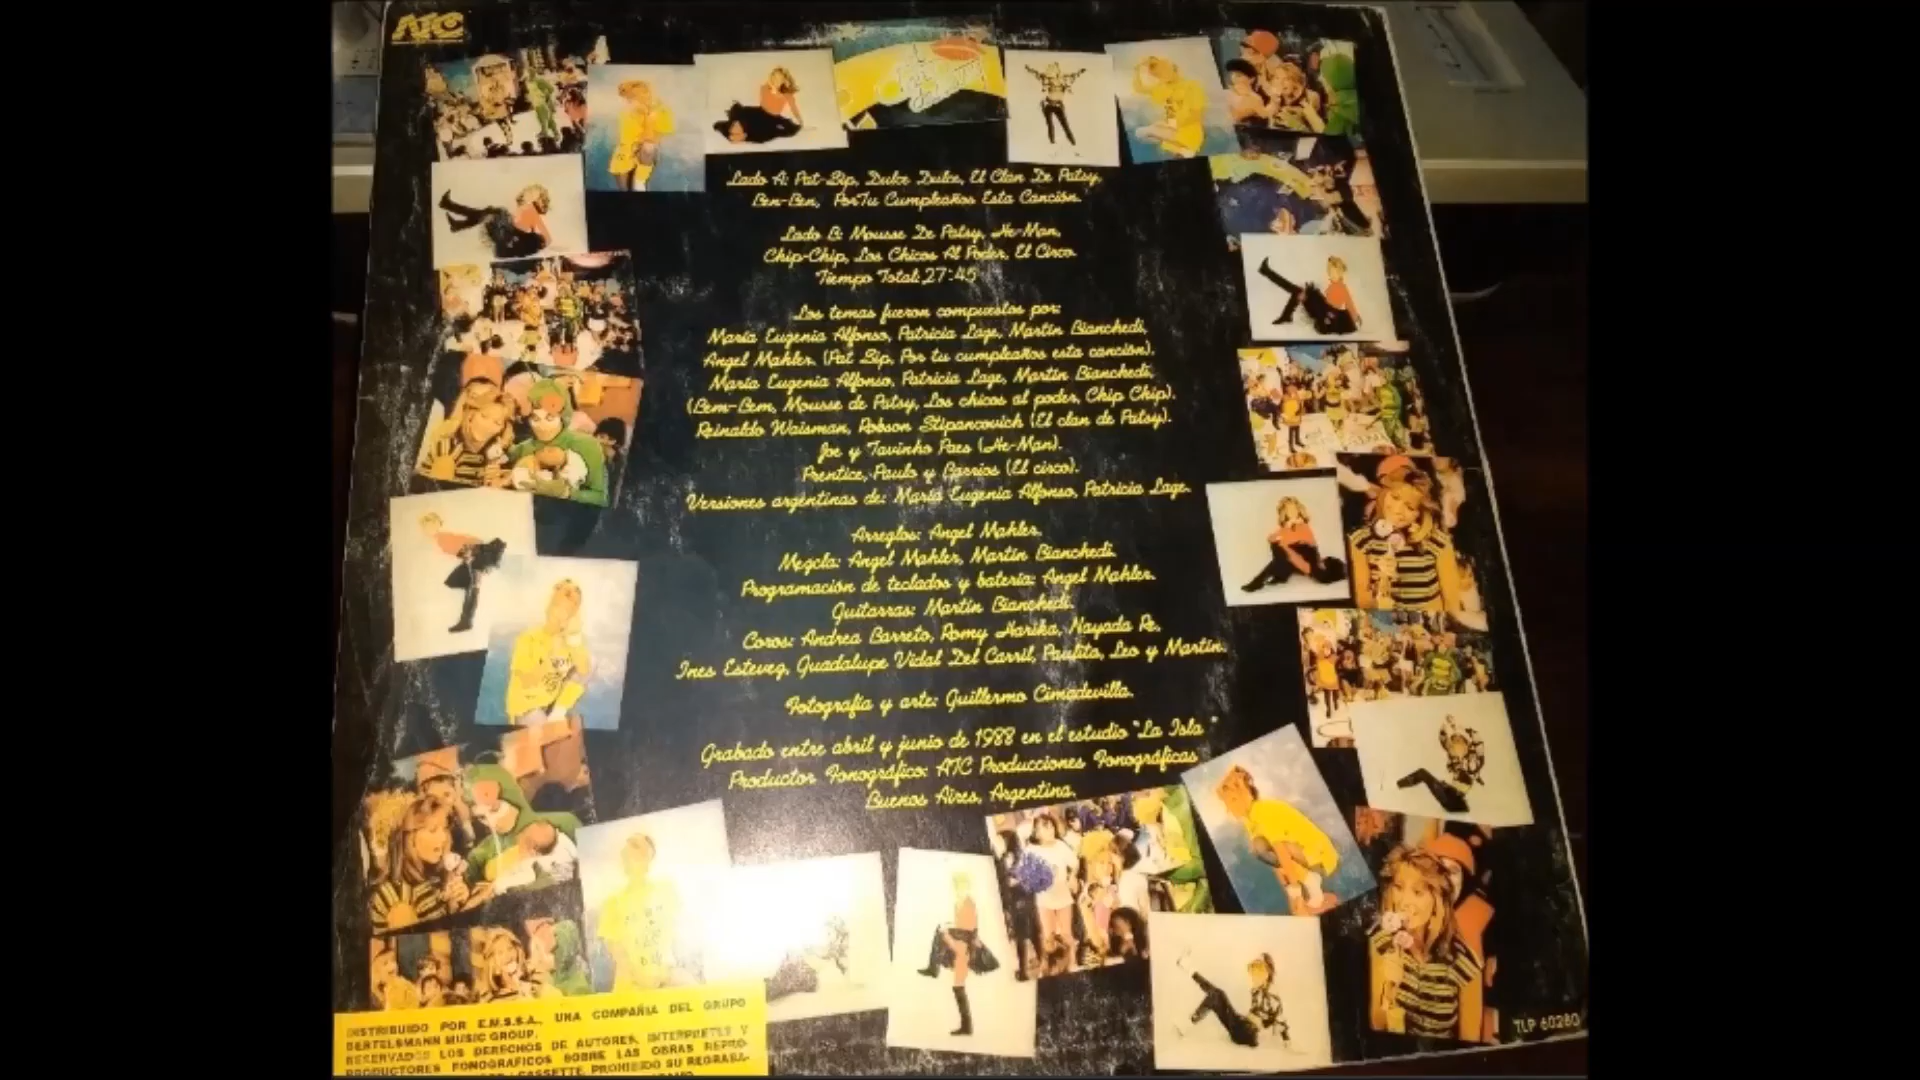 ATC
Lado A: Pat-Bip, Dulce Dulce, El Clan De Patsy,
Ben-Ben, Por Tu Cumpleaños Esta Canción.
Lado B: Mousse De Patsy, He-Man,
Chip-Chip, Los Chicos Al Poder, El Circo.
Tiempo Total: 27:45
Los temas fueron compuestos por:
María Eugenia Alfonso, Patricia Lage, Martín Bianchedi,
Angel Mahler. (Pat Bip, Por tu cumpleaños esta canción).
María Eugenia Alfonso, Patricia Lage, Martín Bianchedi,
(Bem-Bem, Mousse de Patsy, Los chicos al poder, Chip Chip).
Reinaldo Waisman, Robson Stipancovich (El clan de Patsy).
Joe y Tavinho Paes (He-Man).
Prentice, Paulo y Barrios (El circo).
Versiones argentinas de: María Eugenia Alfonso, Patricia Lage.
Arreglos: Angel Mahler.
Mezcla: Angel Mahler, Martín Bianchedi.
Programación de teclados y batería: Angel Mahler.
Guitarras: Martín Bianchedi.
Coros: Andrea Barreto, Romy Harika, Nayada Re,
Ines Estevez, Guadalupe Vidal Del Carril, Paulita, Leo y Martín.
Fotografía y arte: Guillermo Cimadevilla.
Grabado entre abril y junio de 1988 en el estudio "La Isla"
Productor Fonográfico: ATC Producciones Fonográficas
Buenos Aires, Argentina.
DISTRIBUIDO POR E.M.S.S.A., UNA COMPAÑIA DEL GRUPO
BERTELSMANN MUSIC GROUP.
RESERVADOS LOS DERECHOS DE AUTORES, INTERPRETES Y
PRODUCTORES FONOGRAFICOS SOBRE LAS OBRAS REPRO-
CASSETTE. PROHIBIDO SU REGRABA-
TLP 60280